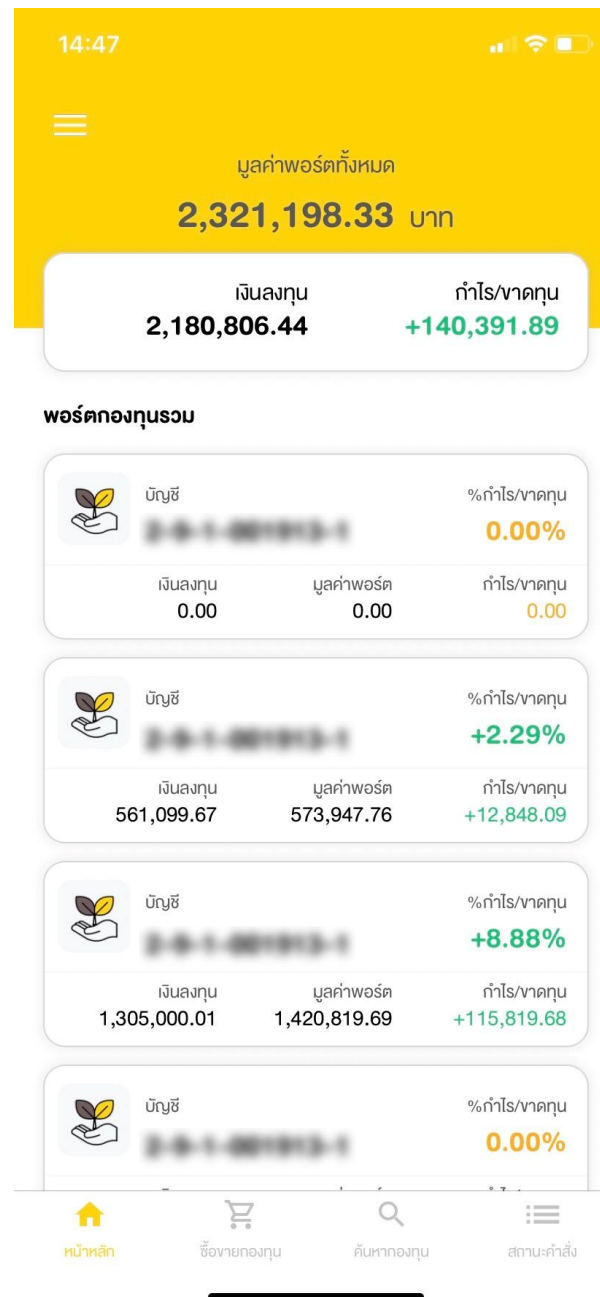 14:47
มูลค่าพอร์ตทั้งหมด
2,321,198.33 บาท
เงินลงทุน กำไร/ขาดทุน
2,180,806.44 +140,391.89
พอร์ตกองทุนรวม
บัญชี %กำไร/ขาดทุน
0.00%
เงินลงทุน มูลค่าพอร์ต กำไร/ขาดทุน
0.00 0.00 0.00
บัญชี %กำไร/ขาดทุน
+2.29%
เงินลงทุน มูลค่าพอร์ต กำไร/ขาดทุน
561,099.67 573,947.76 +12,848.09
บัญชี %กำไร/ขาดทุน
+8.88%
เงินลงทุน มูลค่าพอร์ต กำไร/ขาดทุน
1,305,000.01 1,420,819.69 +115,819.68
บัญชี %กำไร/ขาดทุน
0.00%
หน้าหลัก ซื้อขายกองทุน ค้นหากองทุน สถานะคำสั่ง